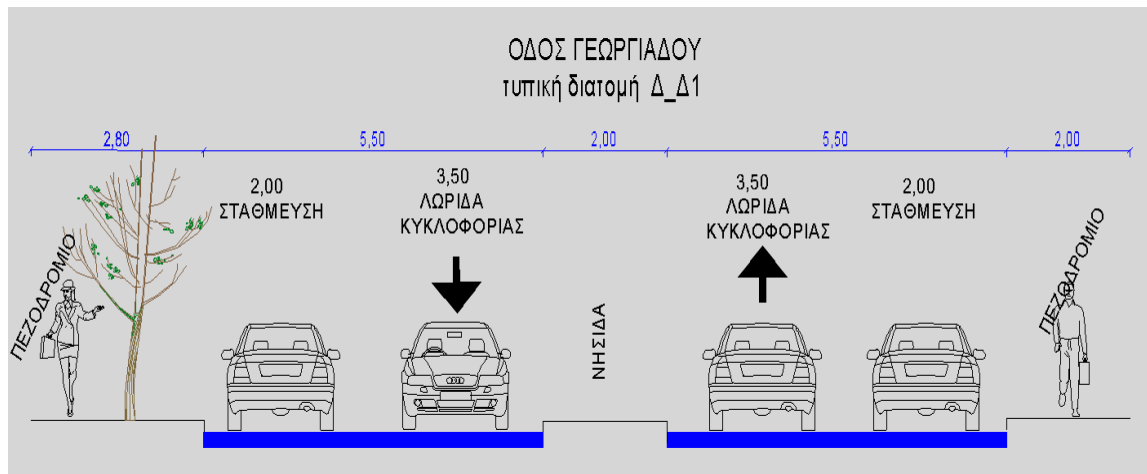 ΟΔΟΣ ΓΕΩΡΓΙΑΔΟΥ
τυπική διατομή Δ_Δ1
2,80 5,50 2,00 5,50 2,00
2,00
ΣΤΑΘΜΕΥΣΗ
3,50
ΛΩΡΙΔΑ
ΚΥΚΛΟΦΟΡΙΑΣ
3,50
ΛΩΡΙΔΑ
ΚΥΚΛΟΦΟΡΙΑΣ
2,00
ΣΤΑΘΜΕΥΣΗ
ΠΕΖΟΔΡΟΜΙΟ
ΝΗΣΙΔΑ
ΠΕΖΟΔΡΟΜΙΟ